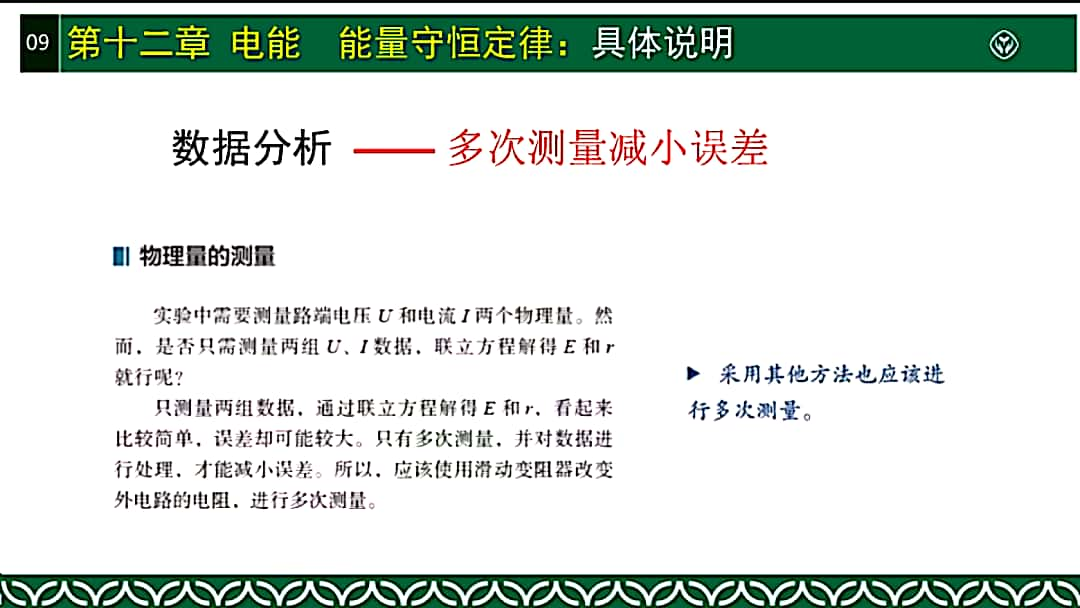 09 第十二章 电能 能量守恒定律：具体说明
数据分析 —— 多次测量减小误差
物理量的测量
实验中需要测量路端电压 U 和电流 I 两个物理量。然
而，是否只需测量两组 U、I 数据，联立方程解得 E 和 r
就行呢？
只测量两组数据，通过联立方程解得 E 和 r，看起来
比较简单，误差却可能较大。只有多次测量，并对数据进
行处理，才能减小误差。所以，应该使用滑动变阻器改变
外电路的电阻，进行多次测量。
▶ 采用其他方法也应该进
行多次测量。